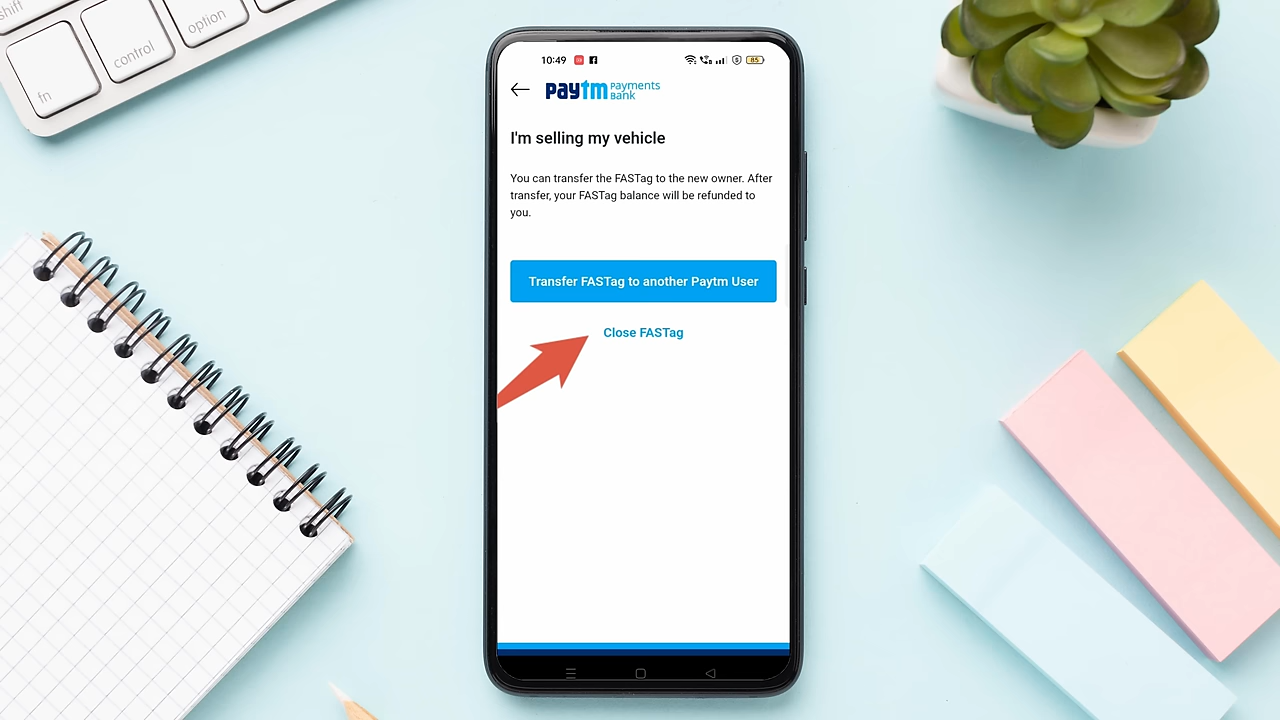 shift
option
control
fn
10:49
85
paytm Payments Bank
I'm selling my vehicle
You can transfer the FASTag to the new owner. After
transfer, your FASTag balance will be refunded to
you.
Transfer FASTag to another Paytm User
Close FASTag